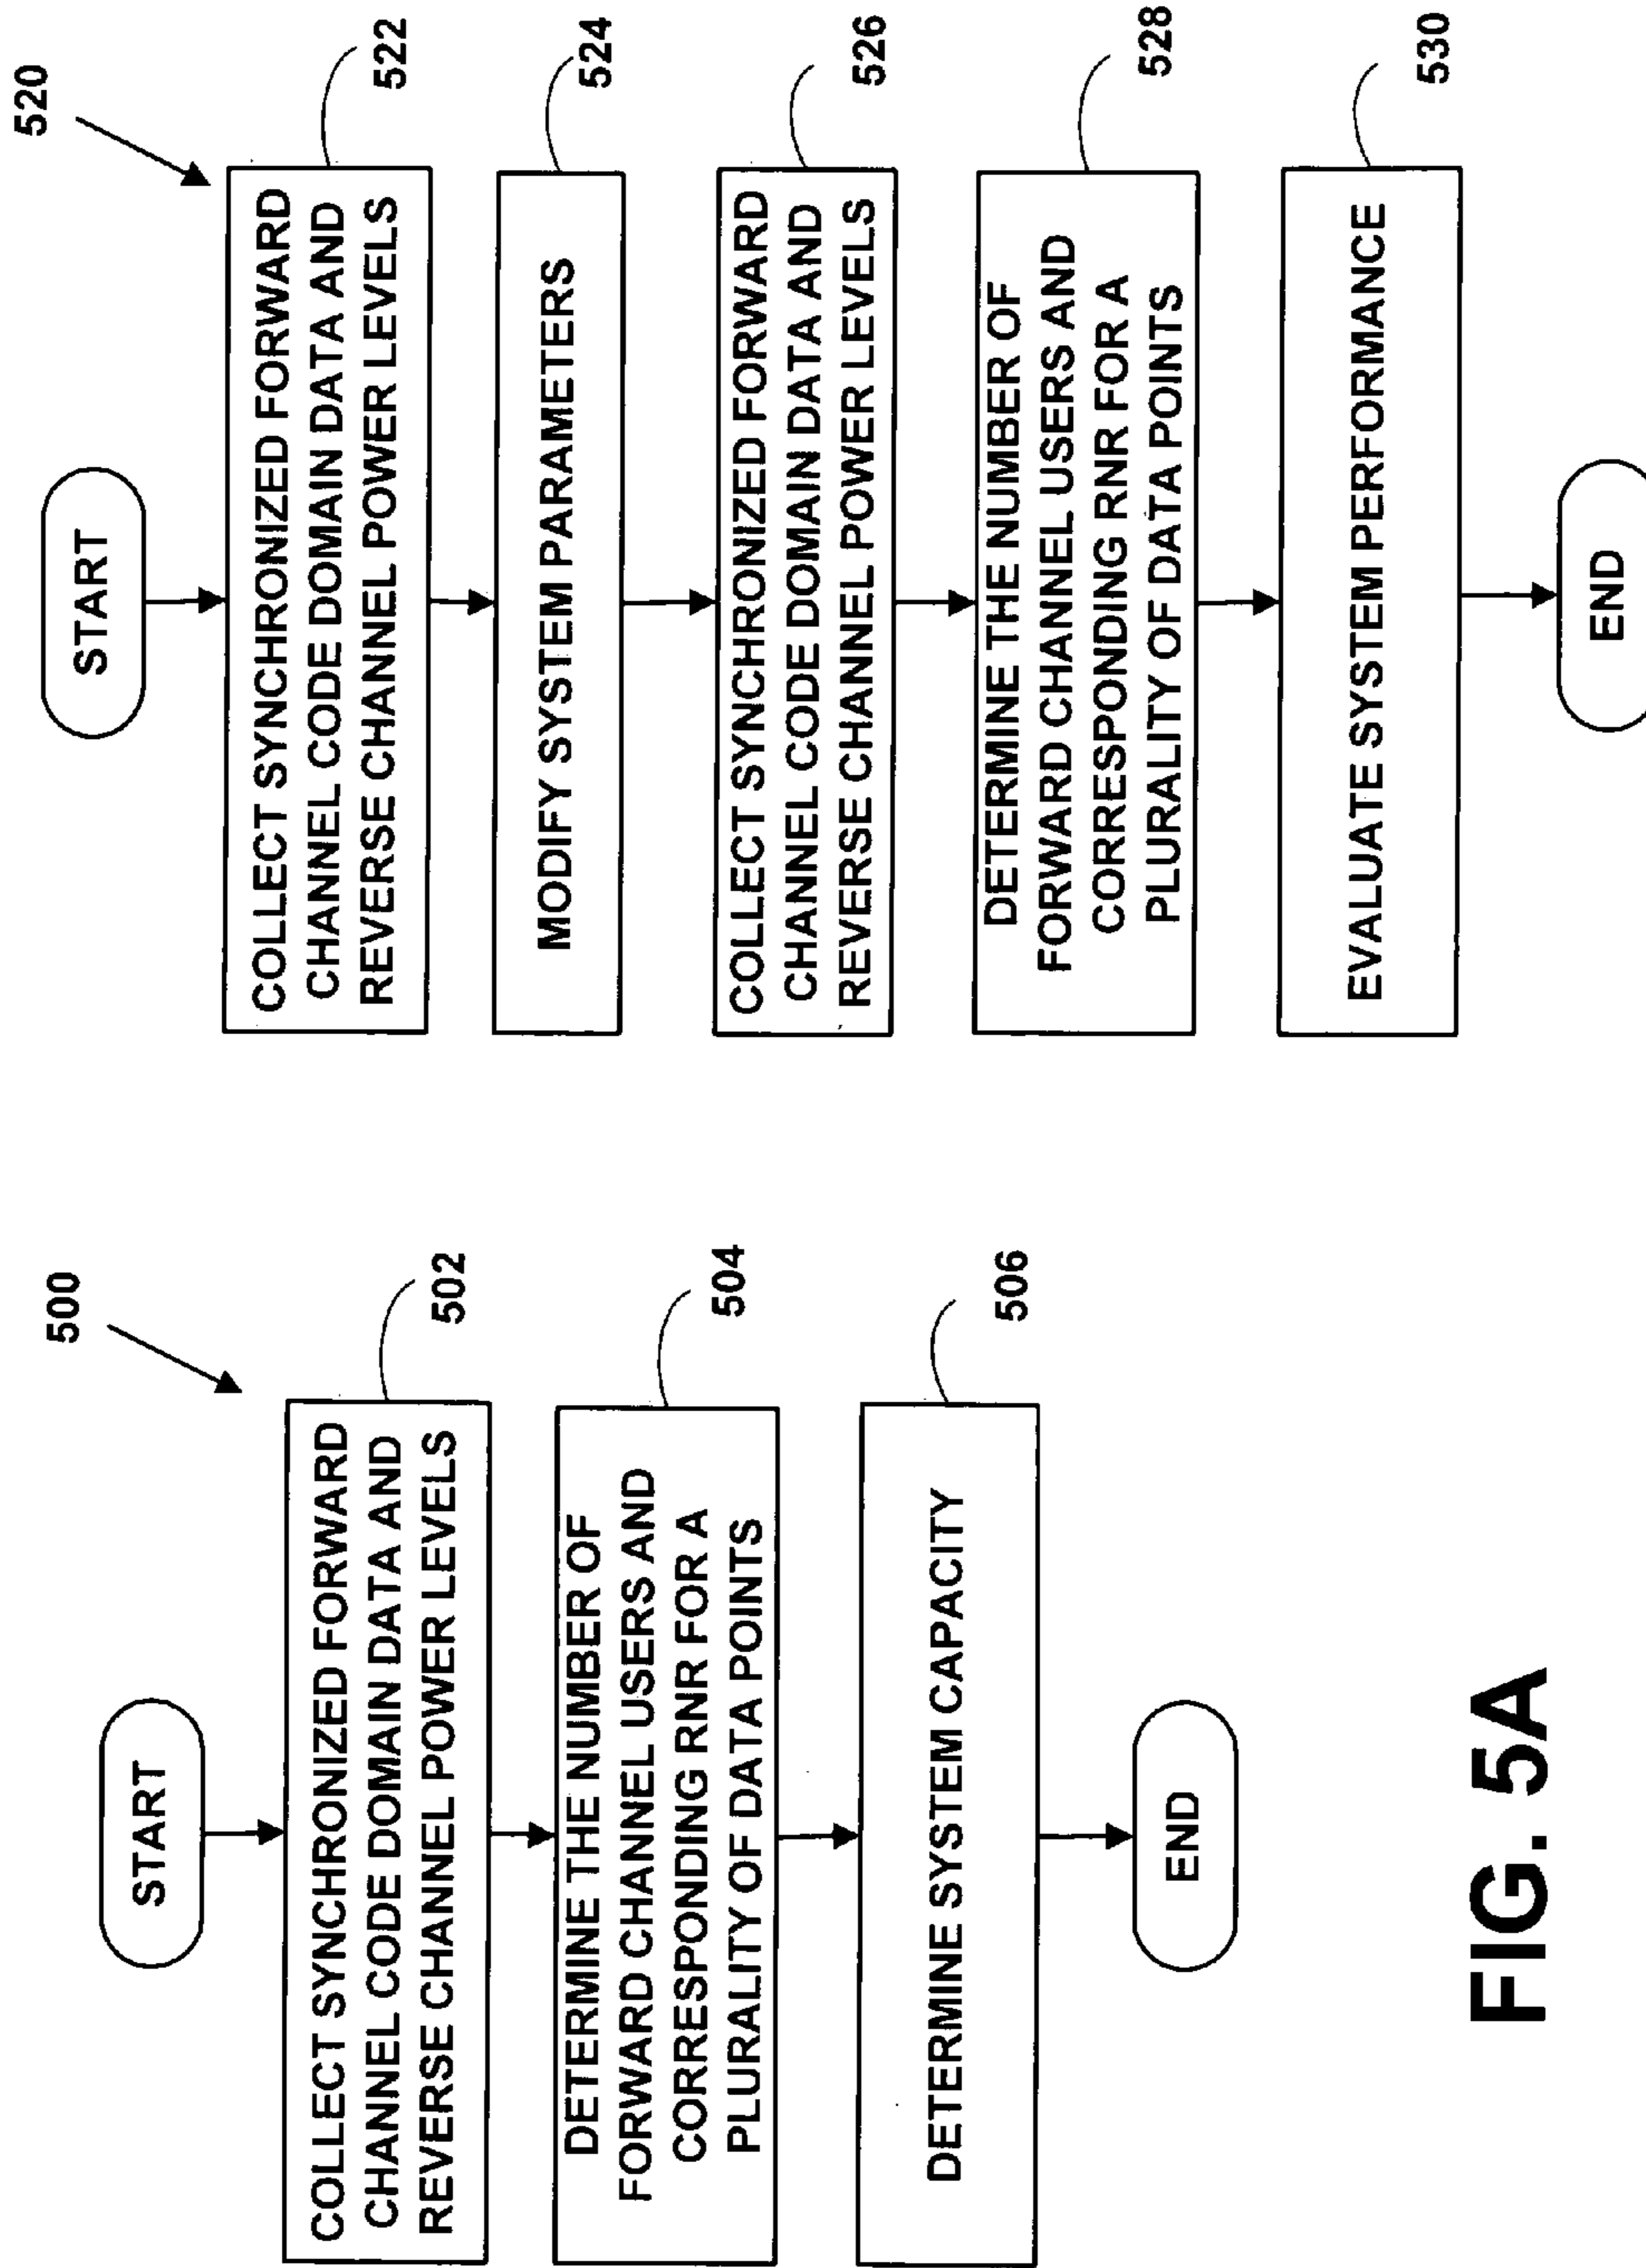 500
START
COLLECT SYNCHRONIZED FORWARD
CHANNEL CODE DOMAIN DATA AND
REVERSE CHANNEL POWER LEVELS
502
DETERMINE THE NUMBER OF
FORWARD CHANNEL USERS AND
CORRESPONDING RNR FOR A
PLURALITY OF DATA POINTS
504
DETERMINE SYSTEM CAPACITY
506
END
FIG. 5A
520
START
COLLECT SYNCHRONIZED FORWARD
CHANNEL CODE DOMAIN DATA AND
REVERSE CHANNEL POWER LEVELS
522
MODIFY SYSTEM PARAMETERS
524
COLLECT SYNCHRONIZED FORWARD
CHANNEL CODE DOMAIN DATA AND
REVERSE CHANNEL POWER LEVELS
526
DETERMINE THE NUMBER OF
FORWARD CHANNEL USERS AND
CORRESPONDING RNR FOR A
PLURALITY OF DATA POINTS
528
EVALUATE SYSTEM PERFORMANCE
530
END